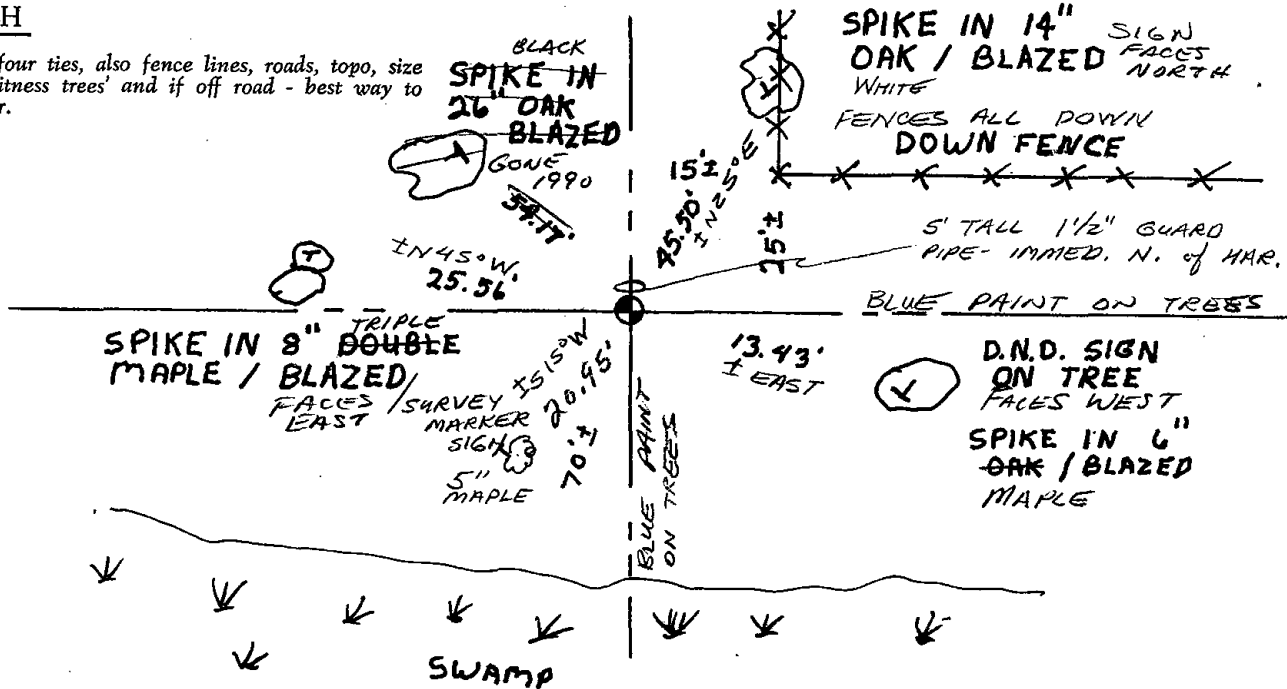 H
four ties, also fence lines, roads, topo, size
itness trees' and if off road - best way to
r.
BLACK
SPIKE IN
26" OAK
BLAZED
GONE
1990
54.17'
SPIKE IN 14"
OAK / BLAZED
WHITE
SIGN
FACES
NORTH
FENCES ALL DOWN
DOWN FENCE
15'±
45.50'
±N25°E
25'±
5' TALL 1 1/2" GUARD
PIPE- IMMED. N. of HAR.
±N45°W.
25.56'
BLUE PAINT ON TREES
TRIPLE
SPIKE IN 8" DOUBLE
MAPLE / BLAZED/
FACES
EAST
/SURVEY
MARKER
SIGN
5"
MAPLE
±S15°W
20.95'
70'±
BLUE PAINT
ON TREES
13.93'
± EAST
D.N.D. SIGN
ON TREE
FACES WEST
SPIKE IN 6"
OAK / BLAZED
MAPLE
SWAMP